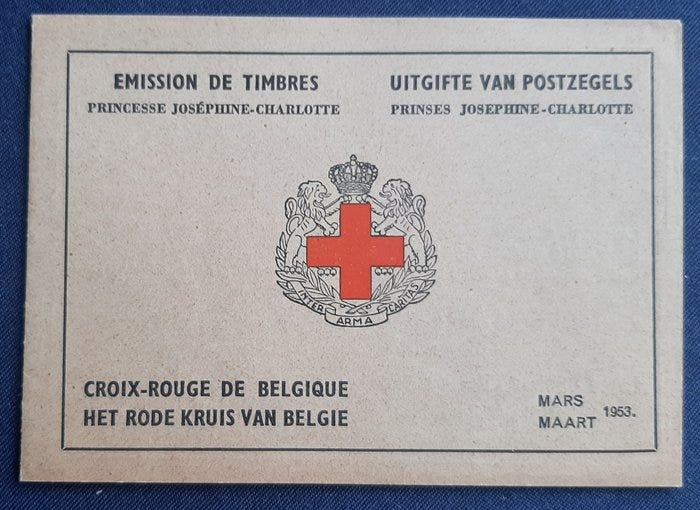 EMISSION DE TIMBRES
PRINCESSE JOSÉPHINE-CHARLOTTE
UITGIFTE VAN POSTZEGELS
PRINSES JOSEPHINE-CHARLOTTE
INTER ARMA CARITAS
CROIX-ROUGE DE BELGIQUE
HET RODE KRUIS VAN BELGIE
MARS
MAART
1953.